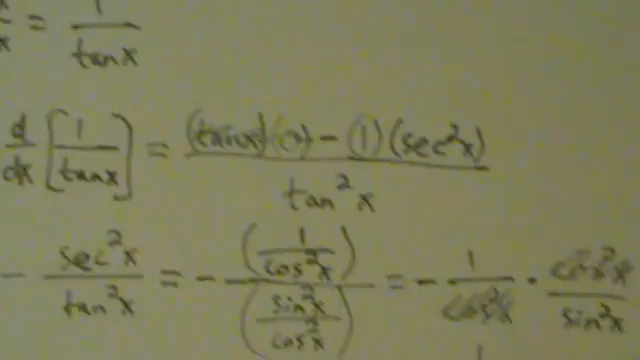 x = 1/tanx
d/dx [1/tanx] = (tanx)( ) - (1)(sec²x) / tan²x
- sec²x/tan²x = - (1/cos²x) / (sin²x/cos²x) = - 1/cos²x · cos²x/sin²x